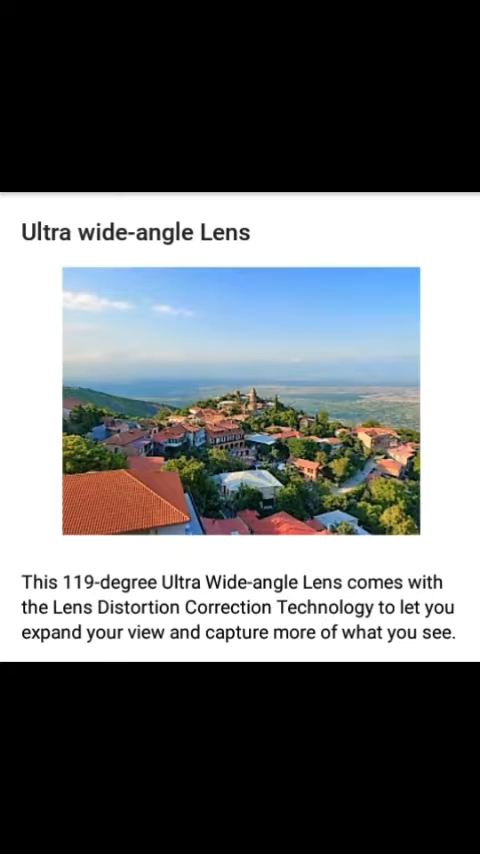 Ultra wide-angle Lens
This 119-degree Ultra Wide-angle Lens comes with
the Lens Distortion Correction Technology to let you
expand your view and capture more of what you see.